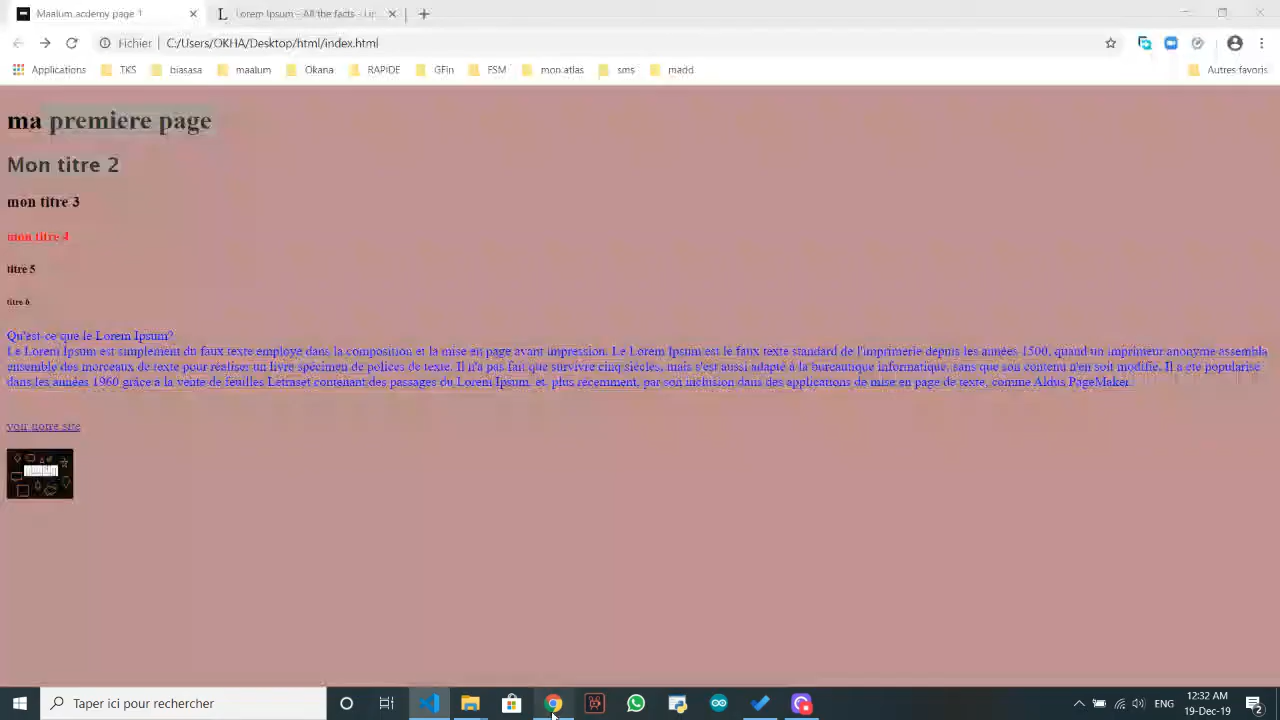 Maalum acdemy page 1
Lorem Ipsum - All the facts - Lip
Fichier
C:/Users/OKHA/Desktop/html/index.html
Applications
TKS
biasasa
maalum
Okana
RAPIDE
GFin
FSM
mon atlas
sms
madd
Autres favoris
ma premiere page
Mon titre 2
mon titre 3
mon titre 4
titre 5
titre 6
Qu'est-ce que le Lorem Ipsum?
Le Lorem Ipsum est simplement du faux texte employé dans la composition et la mise en page avant impression. Le Lorem Ipsum est le faux texte standard de l'imprimerie depuis les années 1500, quand un imprimeur anonyme assembla
ensemble des morceaux de texte pour réaliser un livre spécimen de polices de texte. Il n'a pas fait que survivre cinq siècles, mais s'est aussi adapté à la bureautique informatique, sans que son contenu n'en soit modifié. Il a été popularisé
dans les années 1960 grâce à la vente de feuilles Letraset contenant des passages du Lorem Ipsum, et, plus récemment, par son inclusion dans des applications de mise en page de texte, comme Aldus PageMaker.
voir notre site
Taper ici pour rechercher
ENG
12:32 AM
19-Dec-19
2